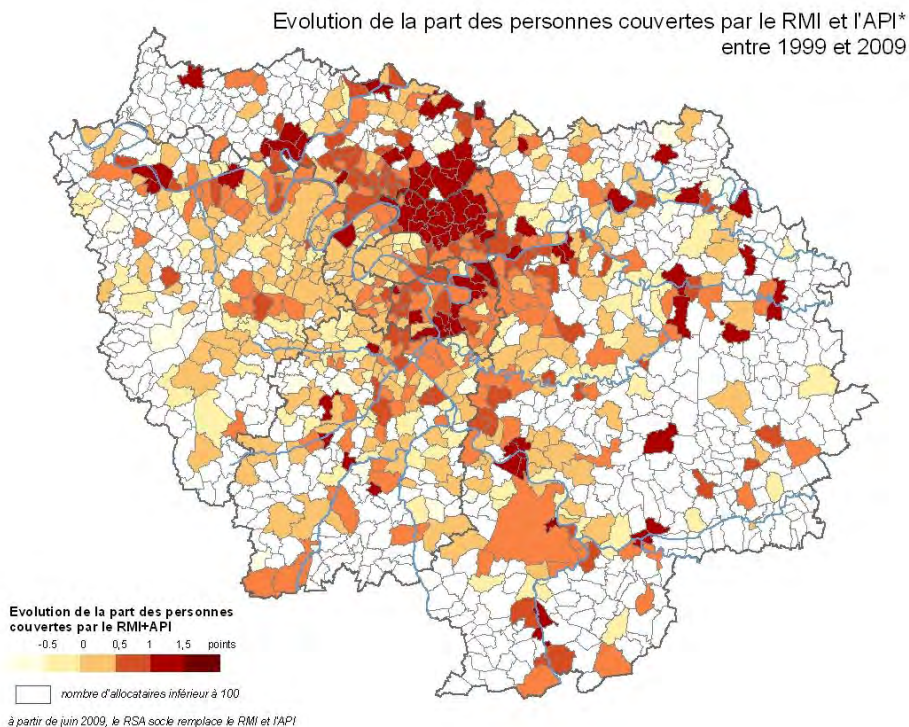 Evolution de la part des personnes couvertes par le RMI et l'API*
entre 1999 et 2009
Evolution de la part des personnes
couvertes par le RMI+API
-0.5 0 0,5 1 1,5 points
nombre d'allocataires inférieur à 100
à partir de juin 2009, le RSA socle remplace le RMI et l'API